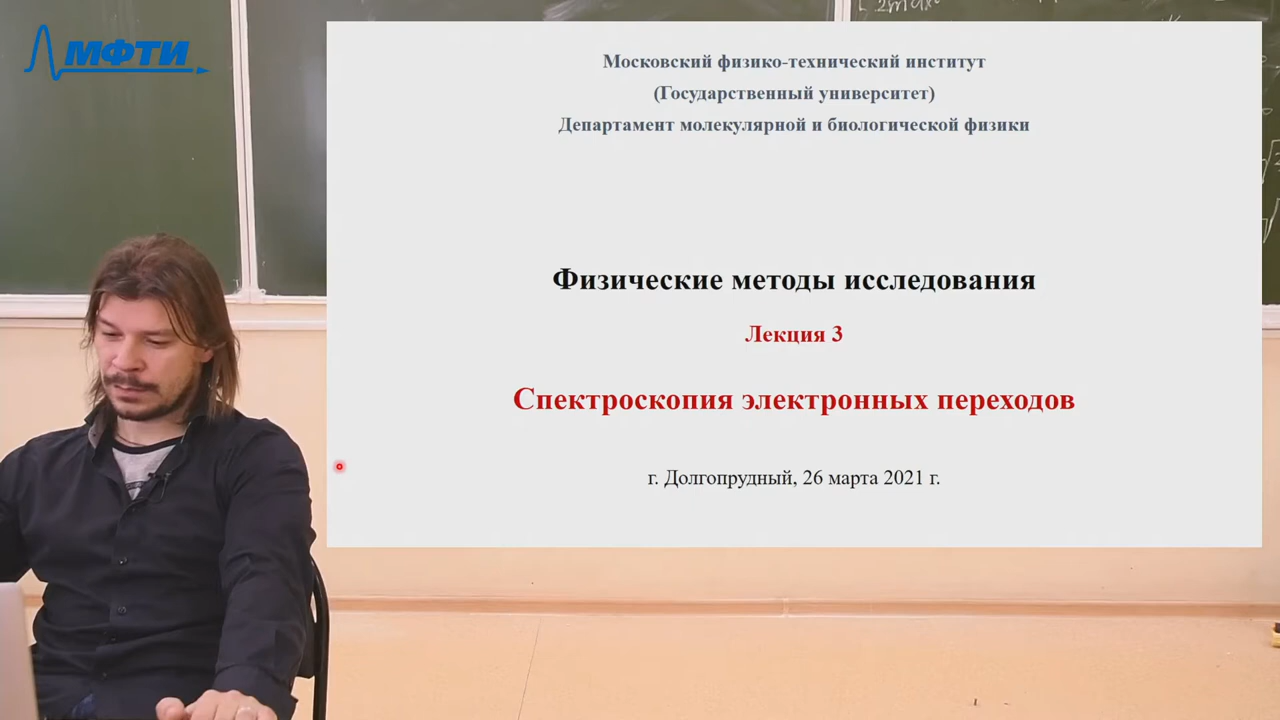 МФТИ
Московский физико-технический институт
(Государственный университет)
Департамент молекулярной и биологической физики
Физические методы исследования
Лекция 3
Спектроскопия электронных переходов
г. Долгопрудный, 26 марта 2021 г.